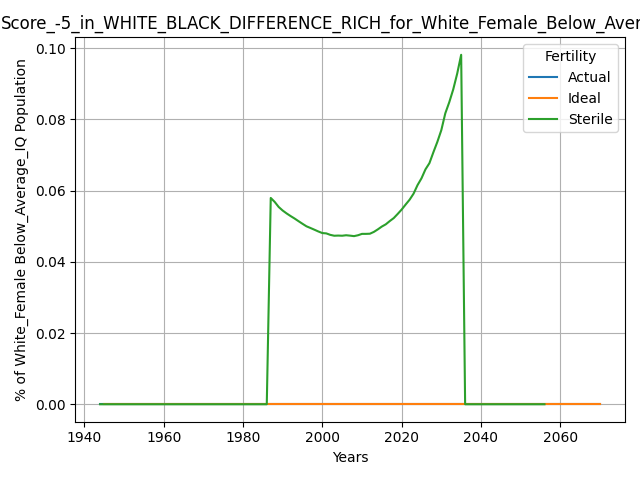 Score_-5_in_WHITE_BLACK_DIFFERENCE_RICH_for_White_Female_Below_Aver
% of White_Female Below_Average_IQ Population
0.10
0.08
0.06
0.04
0.02
0.00
Fertility
Actual
Ideal
Sterile
1940 1960 1980 2000 2020 2040 2060
Years